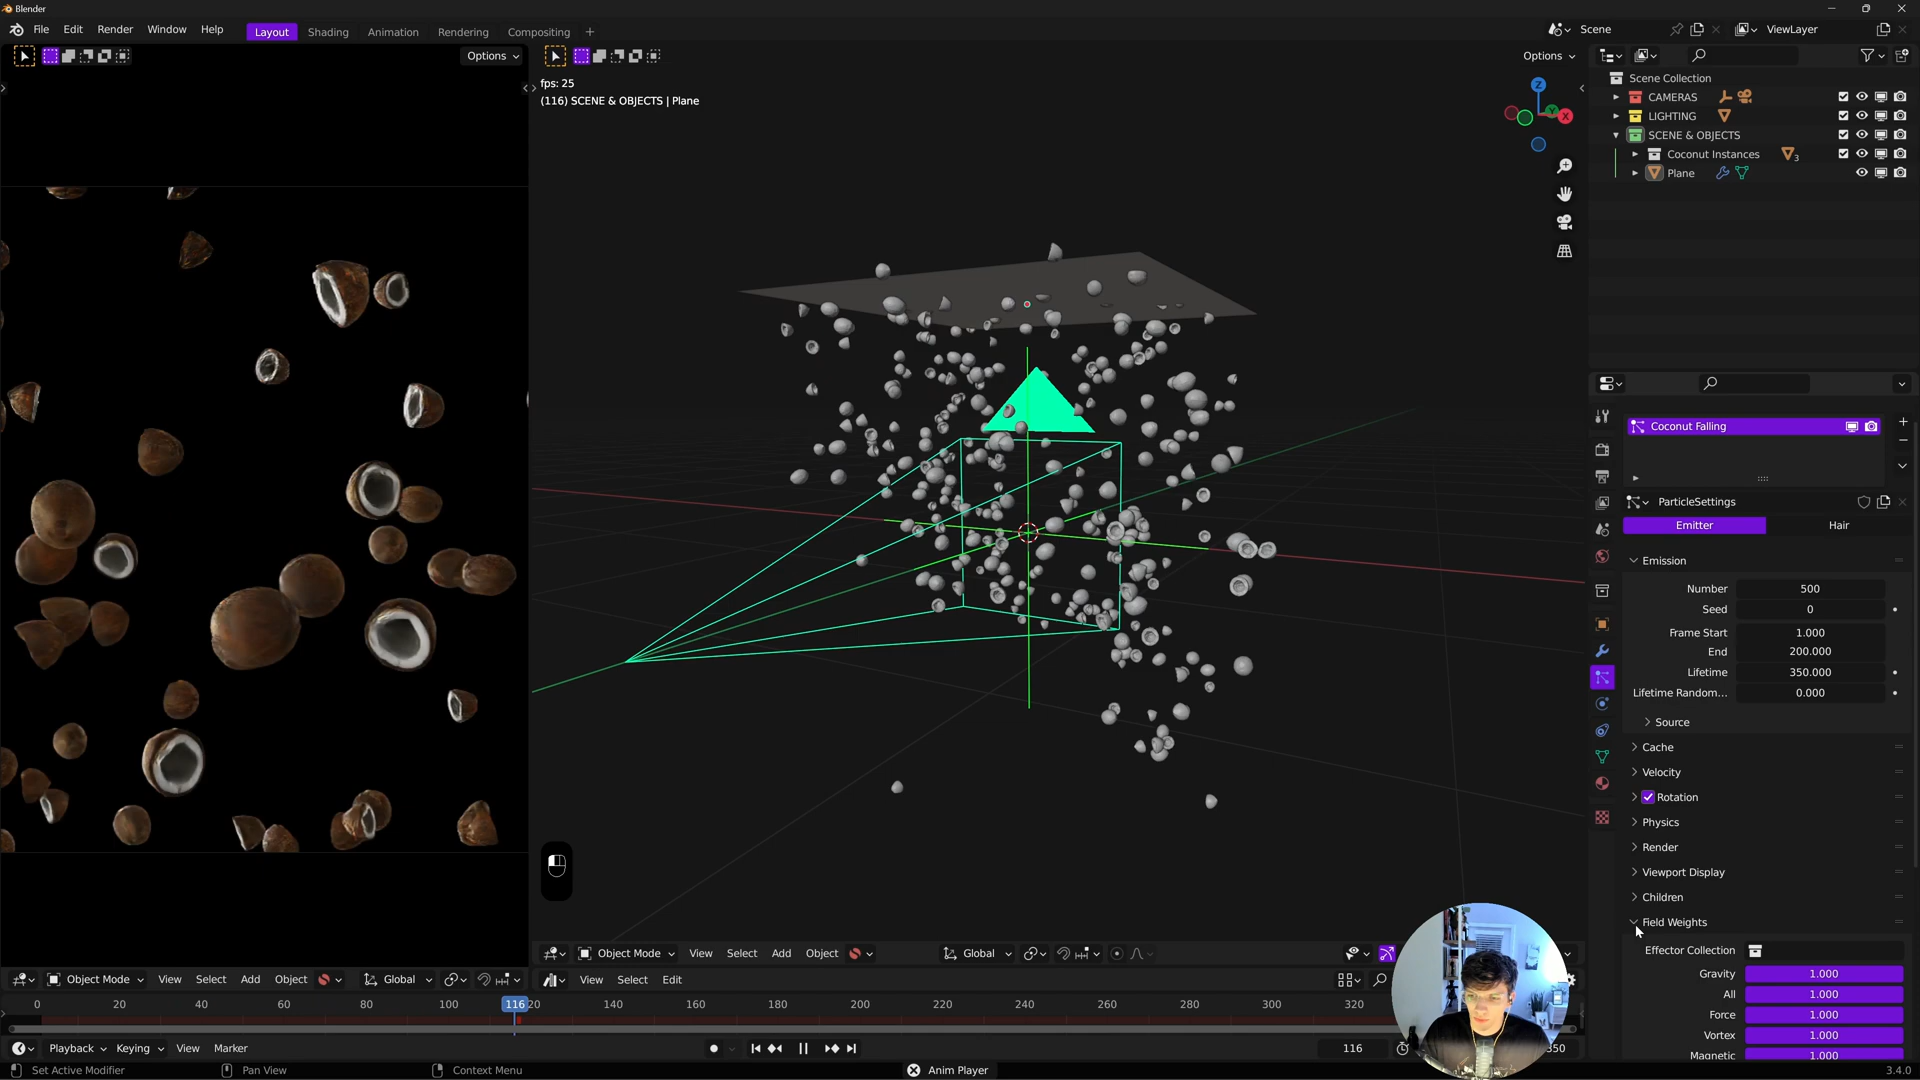 Blender
File Edit Render Window Help Layout Shading Animation Rendering Compositing + Scene ViewLayer
Options Options
fps: 25
(116) SCENE & OBJECTS | Plane
Z
Y
X
Scene Collection
CAMERAS
LIGHTING
SCENE & OBJECTS
Coconut Instances 3
Plane
Coconut Falling
ParticleSettings
Emitter Hair
Emission
Number 500
Seed 0
Frame Start 1.000
End 200.000
Lifetime 350.000
Lifetime Random... 0.000
Source
Cache
Velocity
Rotation
Physics
Render
Viewport Display
Children
Field Weights
Effector Collection
Gravity 1.000
All 1.000
Force 1.000
Vortex 1.000
Magnetic 1.000
Object Mode View Select Add Object Global
Object Mode View Select Add Object Global
View Select Edit
0 20 40 60 80 100 116 20 140 160 180 200 220 240 260 280 300 320
Playback Keying View Marker 116 350
Set Active Modifier Pan View Context Menu Anim Player 3.4.0